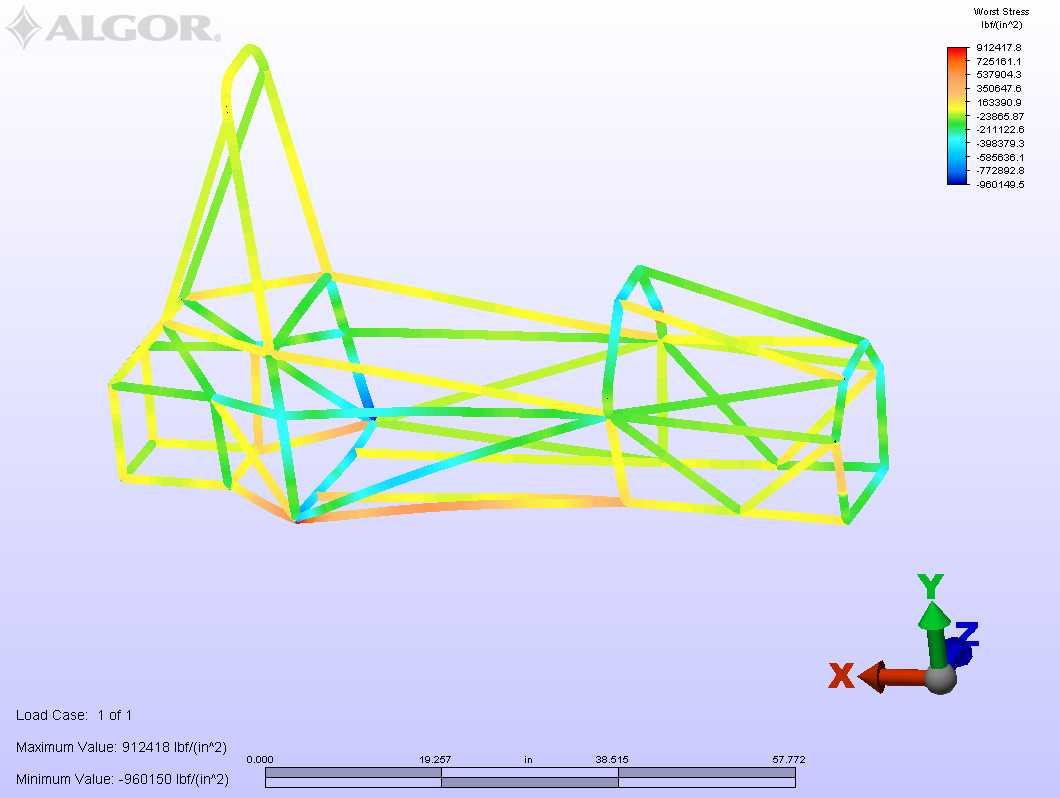 ALGOR.
Worst Stress
lbf/(in^2)
912417.8
725161.1
537904.3
350647.6
163390.9
-23865.87
-211122.6
-398379.3
-585636.1
-772892.8
-960149.5
Y
Z
X
Load Case: 1 of 1
Maximum Value: 912418 lbf/(in^2)
Minimum Value: -960150 lbf/(in^2)
0.000 19.257 in 38.515 57.772